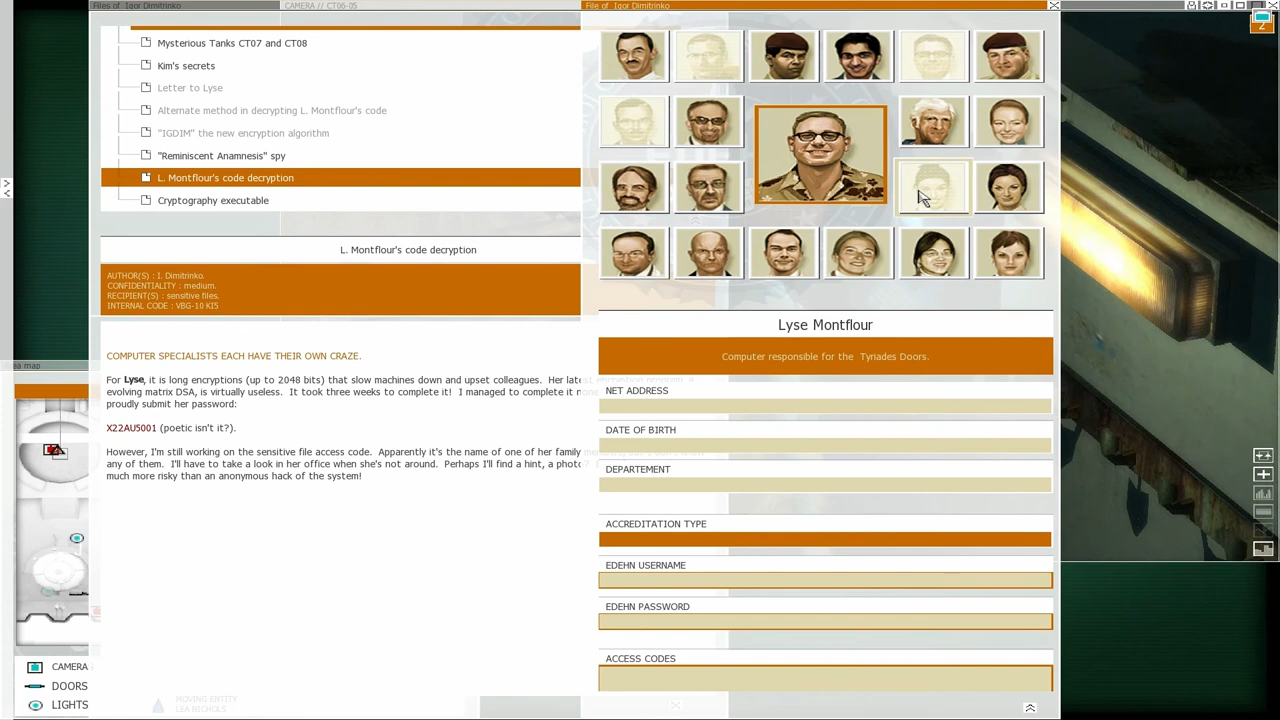 Files of Igor Dimitrinko
CAMERA // CT06-05
File of Igor Dimitrinko
Mysterious Tanks CT07 and CT08
Kim's secrets
Letter to Lyse
Alternate method in decrypting L. Montflour's code
"IGDIM" the new encryption algorithm
"Reminiscent Anamnesis" spy
L. Montflour's code decryption
Cryptography executable
L. Montflour's code decryption
AUTHOR(S) : I. Dimitrinko.
CONFIDENTIALITY : medium.
RECIPIENT(S) : sensitive files.
INTERNAL CODE : VBG-10 KI5
COMPUTER SPECIALISTS EACH HAVE THEIR OWN CRAZE.
For Lyse, it is long encryptions (up to 2048 bits) that slow machines down and upset colleagues. Her latest encryption program, a
evolving matrix DSA, is virtually useless. It took three weeks to complete it! I managed to complete it
proudly submit her password:
X22AU5001 (poetic isn't it?).
However, I'm still working on the sensitive file access code. Apparently it's the name of one of her family
any of them. I'll have to take a look in her office when she's not around. Perhaps I'll find a hint, a photo?
much more risky than an anonymous hack of the system!
Lyse Montflour
Computer responsible for the Tyriades Doors.
NET ADDRESS
DATE OF BIRTH
DEPARTEMENT
ACCREDITATION TYPE
EDEHN USERNAME
EDEHN PASSWORD
ACCESS CODES
map
CAMERA
DOORS
LIGHTS
MOVING ENTITY
LEA NICHOLS
2